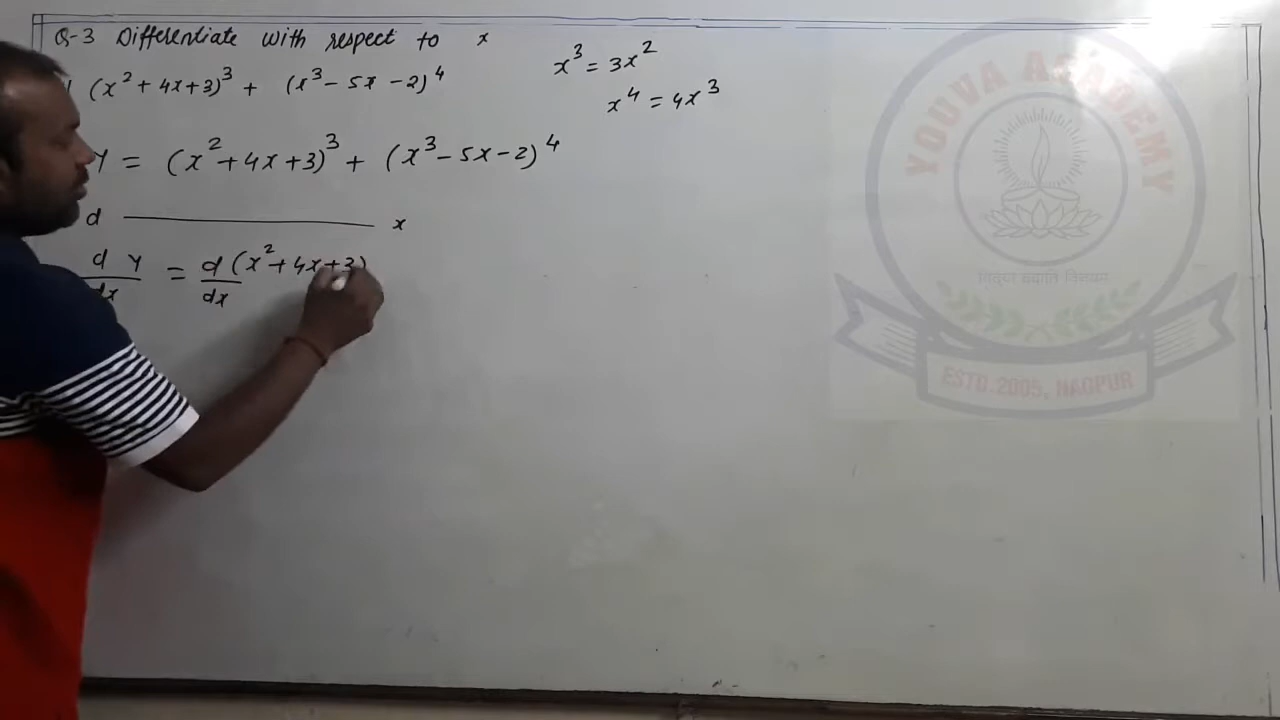 Q-3 Differentiate with respect to x
(x² + 4x + 3)³ + (x³ - 5x - 2)⁴
x³ = 3x²
x⁴ = 4x³
Y = (x² + 4x + 3)³ + (x³ - 5x - 2)⁴
d ——— x
d Y / dx = d / dx (x² + 4x + 3)
YOUVA ACADEMY
ESTD.2005, NAGPUR